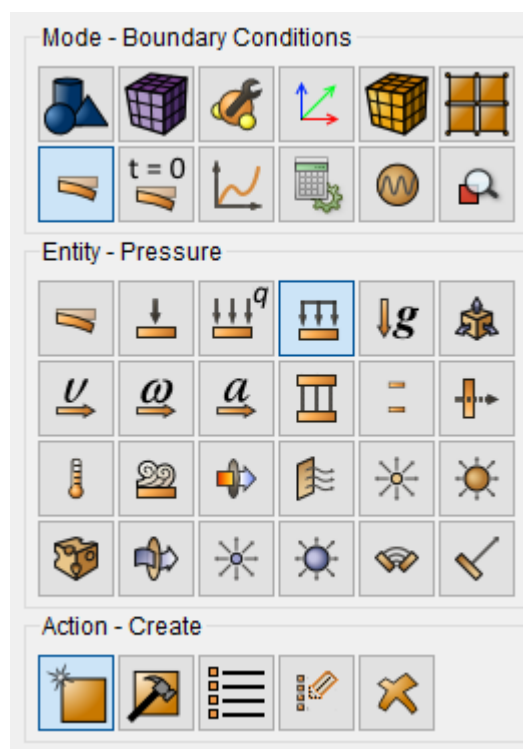 Mode - Boundary Conditions
t = 0
Entity - Pressure
q
g
υ ω a
Action - Create